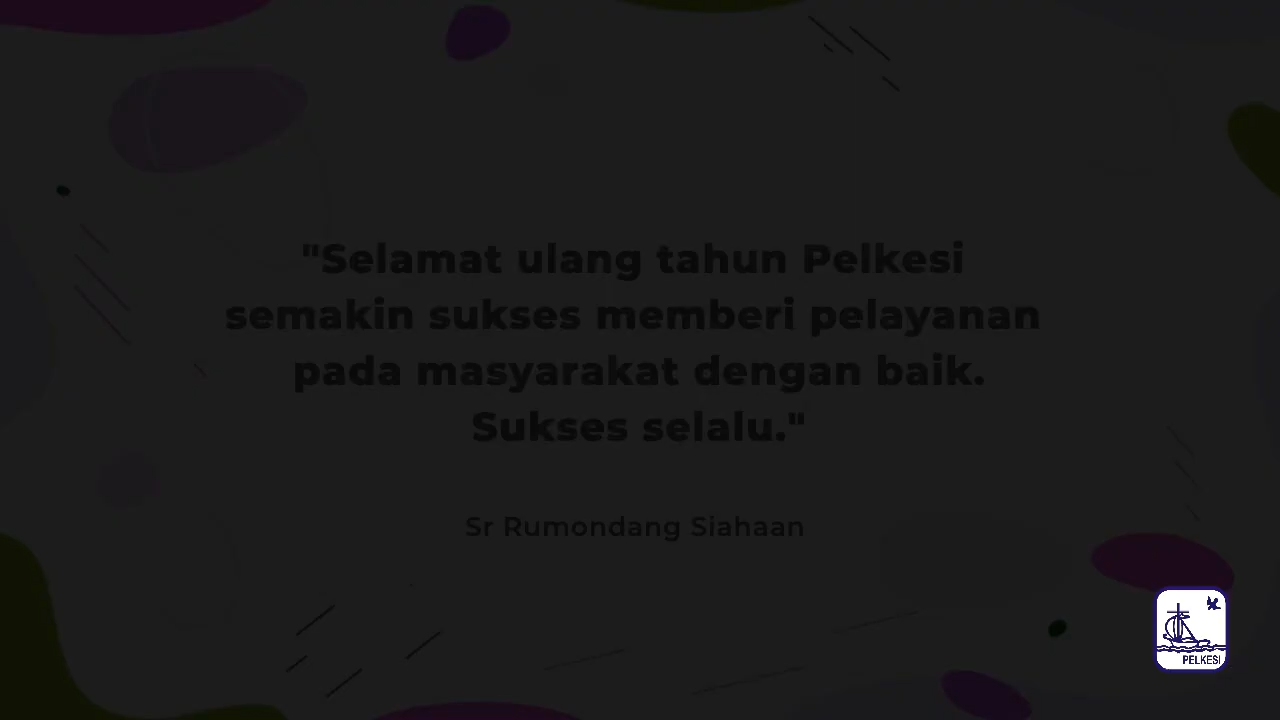 "Selamat ulang tahun Pelkesi
semakin sukses memberi pelayanan
pada masyarakat dengan baik.
Sukses selalu."
Sr Rumondang Siahaan
PELKESI